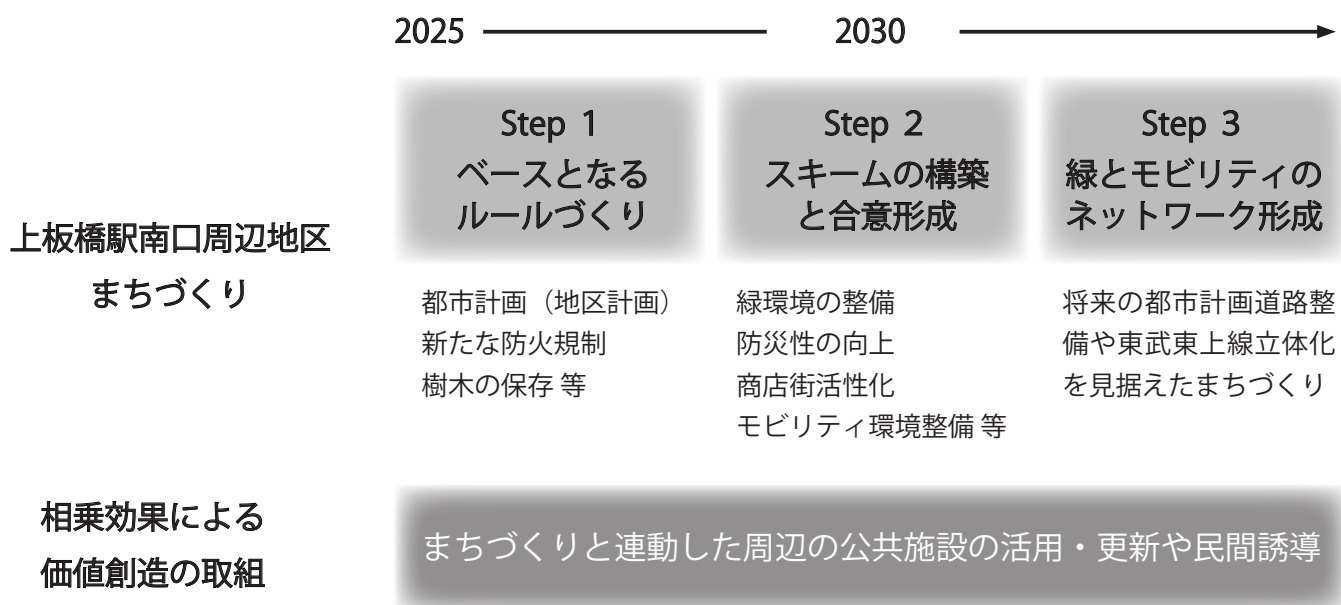 2025
2030
上板橋駅南口周辺地区
まちづくり
Step 1
ベースとなる
ルールづくり
都市計画（地区計画）
新たな防火規制
樹木の保存 等
Step 2
スキームの構築
と合意形成
緑環境の整備
防災性の向上
商店街活性化
モビリティ環境整備 等
Step 3
緑とモビリティの
ネットワーク形成
将来の都市計画道路整
備や東武東上線立体化
を見据えたまちづくり
相乗効果による
価値創造の取組
まちづくりと連動した周辺の公共施設の活用・更新や民間誘導